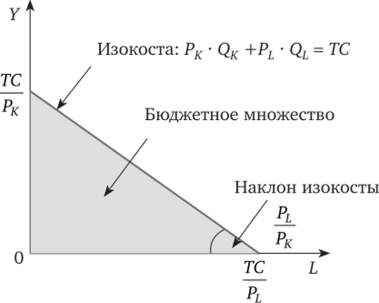 Y
Изокоста: P_K · Q_K + P_L · Q_L = TC
TC
P_K
Бюджетное множество
Наклон изокосты
P_L
P_K
0
TC
P_L
L